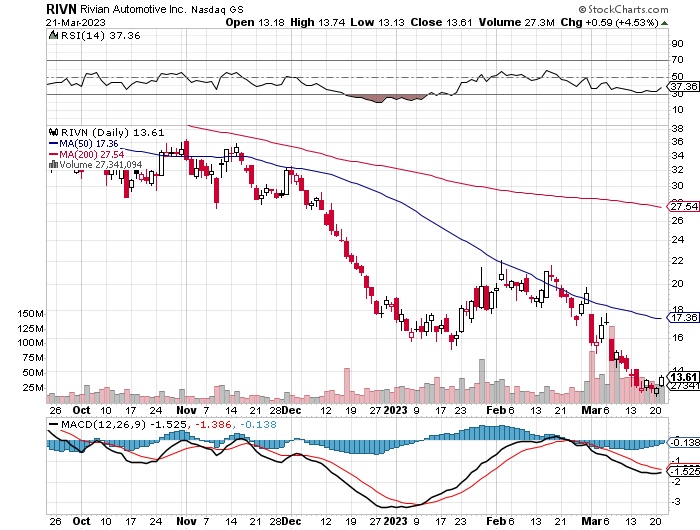 RIVN Rivian Automotive Inc. Nasdaq GS © StockCharts.com
21-Mar-2023 Open 13.18 High 13.74 Low 13.13 Close 13.61 Volume 27.3M Chg +0.59 (+4.53%)
RSI(14) 37.36
90
70
50
37.36
30
10
RIVN (Daily) 13.61
MA(50) 17.36
MA(200) 27.54
Volume 27,341,094
38
36
34
32
30
28
27.54
26
24
22
20
18
17.36
16
14
13.61
27341
150M
125M
100M
75M
50M
25M
26 Oct 10 17 24 Nov 7 14 21 28 Dec 12 19 27 2023 9 17 23 Feb 6 13 21 27 Mar 6 13 20
MACD(12,26,9) -1.525, -1.386, -0.138
-0.138
-1
-1.525
-2
-3
26 Oct 10 17 24 Nov 7 14 21 28 Dec 12 19 27 2023 9 17 23 Feb 6 13 21 27 Mar 6 13 20